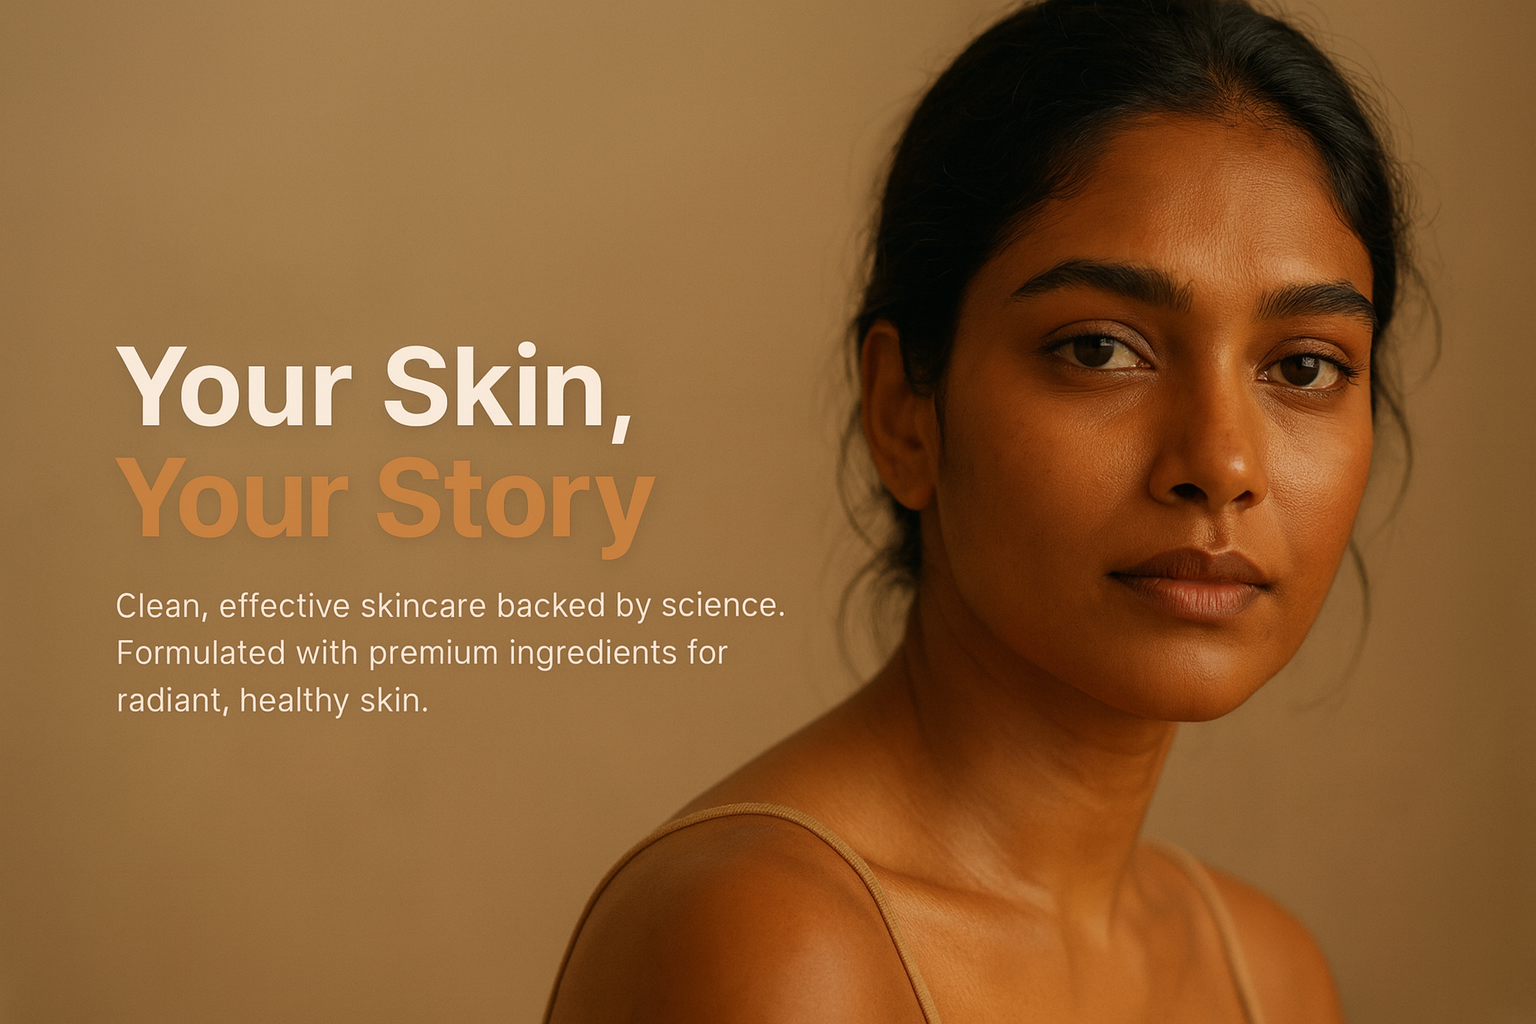 Your Skin,
Your Story
Clean, effective skincare backed by science.
Formulated with premium ingredients for
radiant, healthy skin.